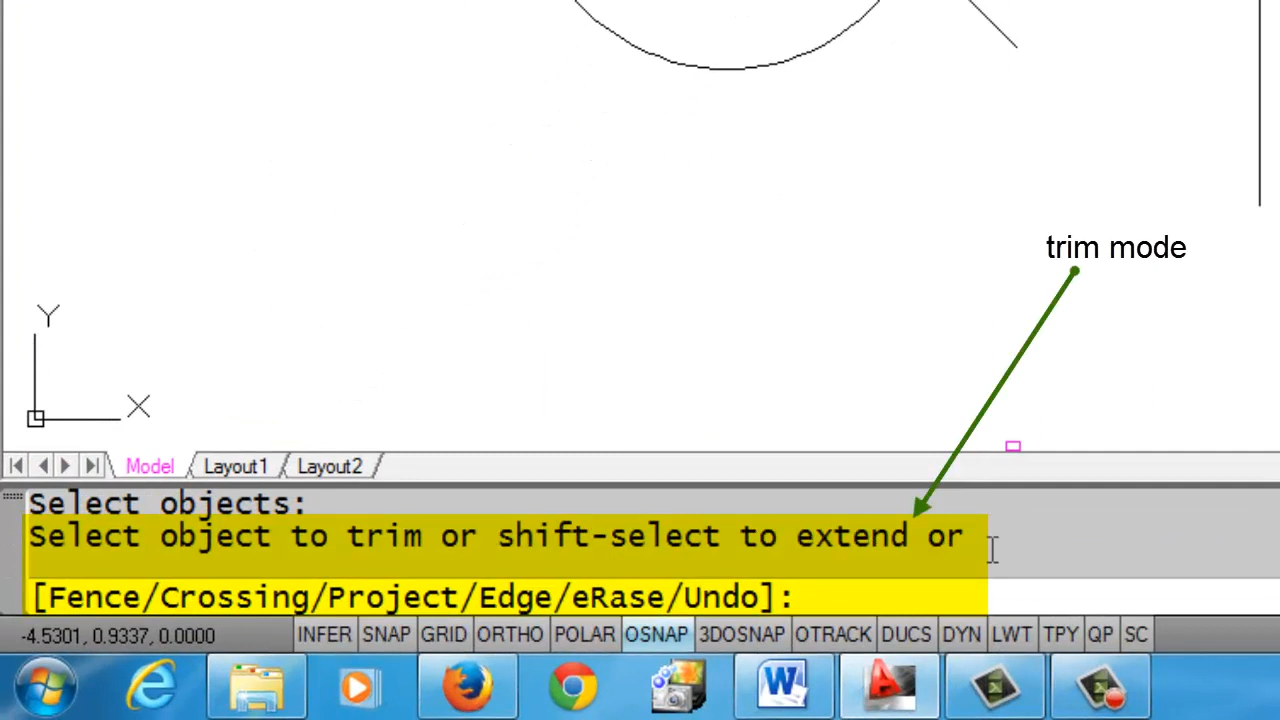 trim mode
Y
X
Model Layout1 Layout2
Select objects:
Select object to trim or shift-select to extend or
[Fence/Crossing/Project/Edge/eRase/Undo]:
-4.5301, 0.9337, 0.0000 INFER SNAP GRID ORTHO POLAR OSNAP 3DOSNAP OTRACK DUCS DYN LWT TPY QP SC